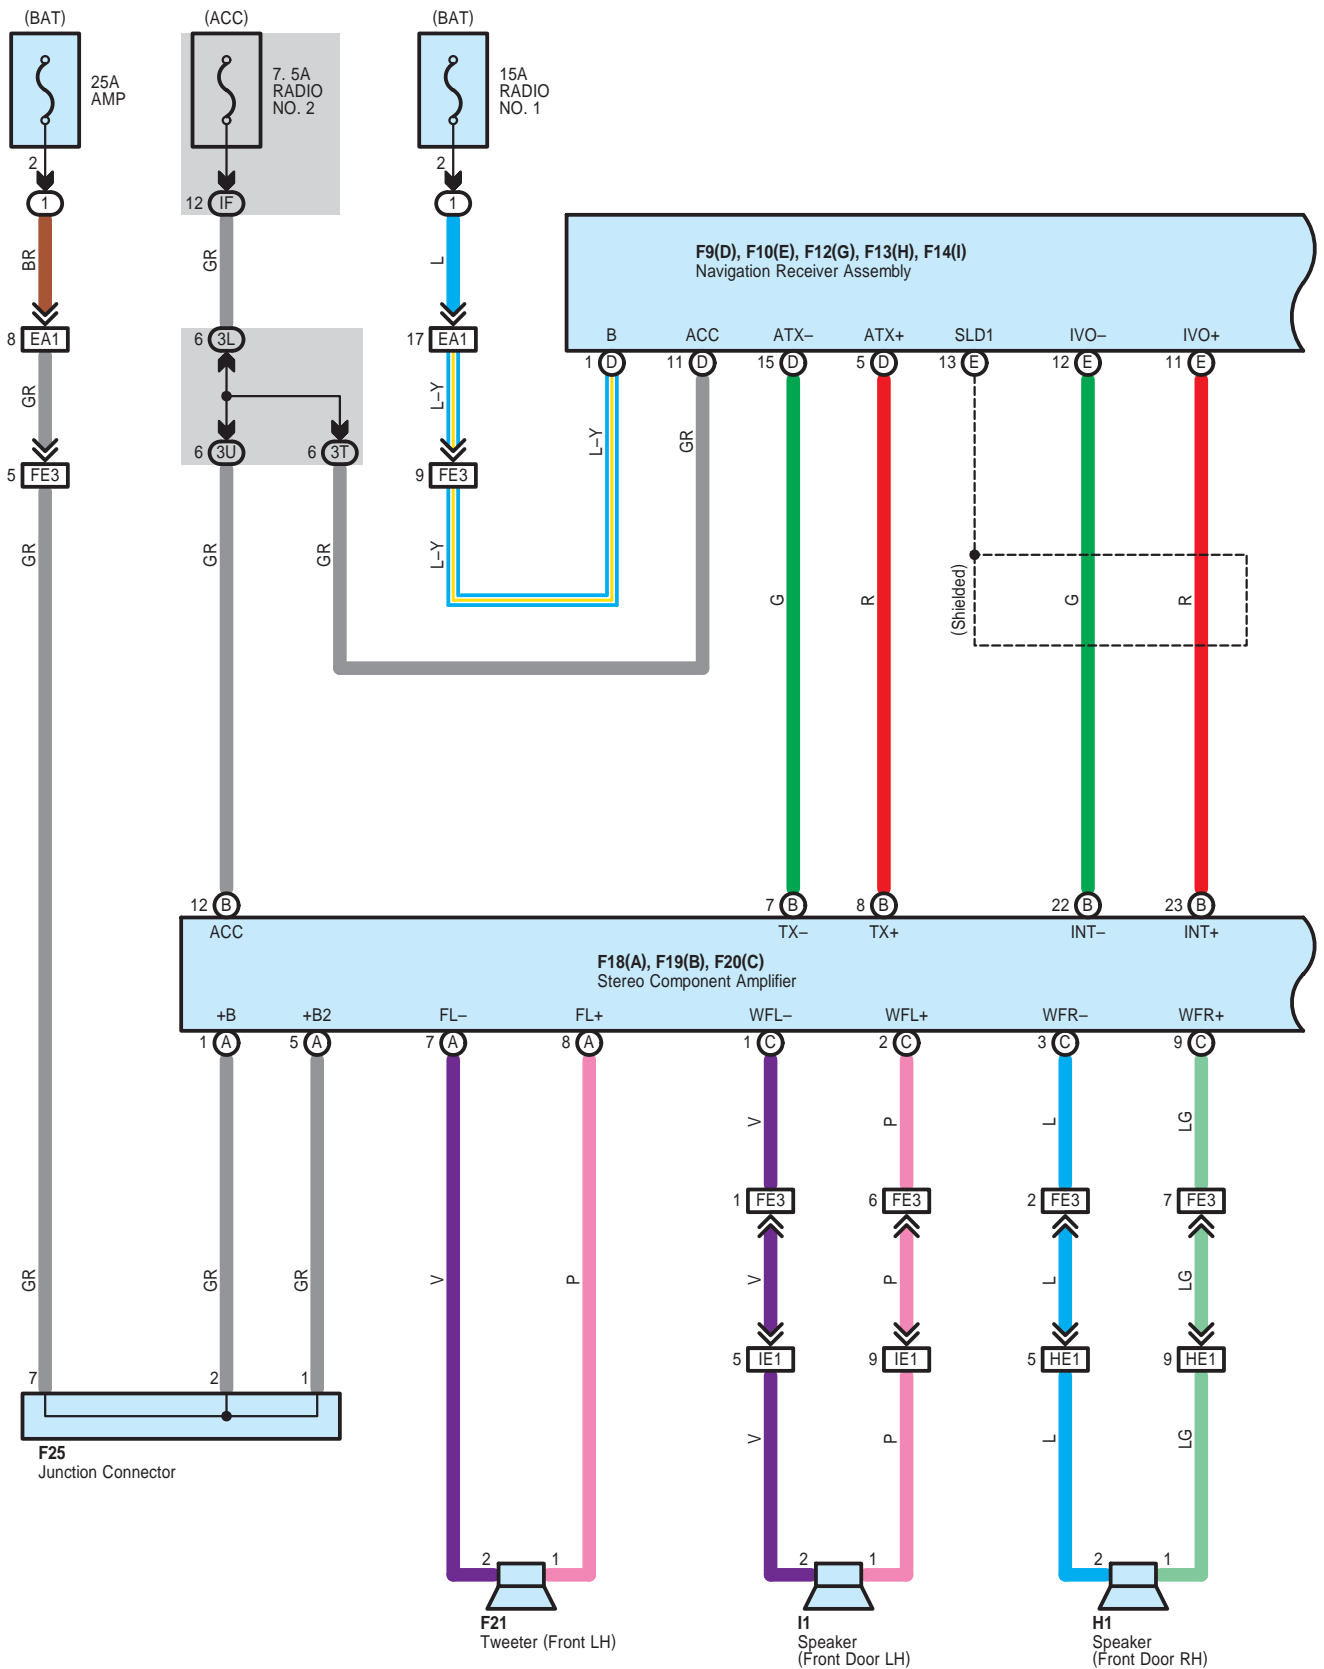 (BAT)
(ACC)
(BAT)
25A
AMP
7. 5A
RADIO
NO. 2
15A
RADIO
NO. 1
2
2
1
12 IF
1
BR
GR
L
F9(D), F10(E), F12(G), F13(H), F14(I)
Navigation Receiver Assembly
8 EA1
6 3L
17 EA1
B ACC ATX– ATX+ SLD1 IVO– IVO+
1 D 11 D 15 D 5 D 13 E 12 E 11 E
GR
L–Y
L–Y
GR
6 3U
6 3T
5 FE3
9 FE3
GR
GR
GR
L–Y
G
R
(Shielded)
G
R
12 B 7 B 8 B 22 B 23 B
ACC TX– TX+ INT– INT+
F18(A), F19(B), F20(C)
Stereo Component Amplifier
+B +B2 FL– FL+ WFL– WFL+ WFR– WFR+
1 A 5 A 7 A 8 A 1 C 2 C 3 C 9 C
V
P
L
LG
1 FE3 6 FE3 2 FE3 7 FE3
GR
GR
GR
V
P
V
P
L
LG
5 IE1 9 IE1 5 HE1 9 HE1
7 2 1
V
P
L
LG
F25
Junction Connector
2 1
2 1
2 1
F21
Tweeter (Front LH)
I1
Speaker
(Front Door LH)
H1
Speaker
(Front Door RH)